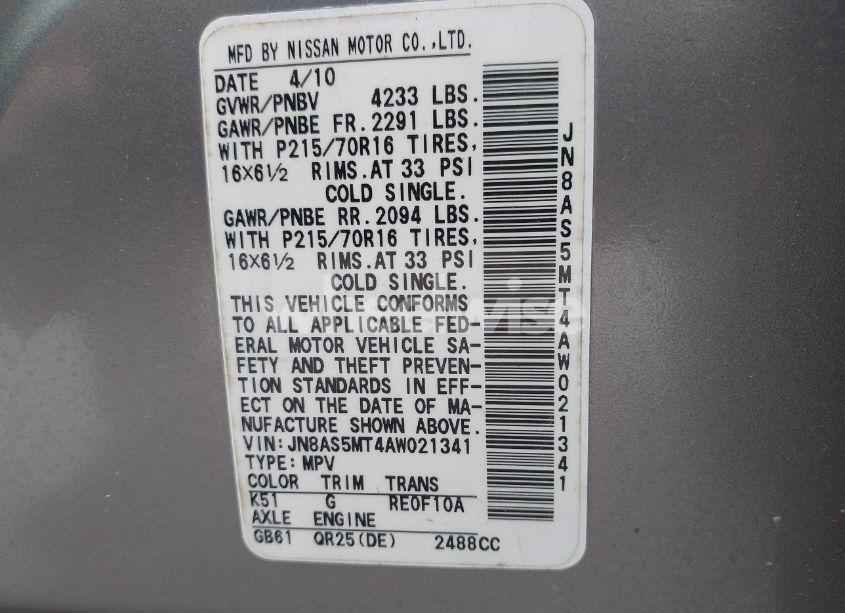 MFD BY NISSAN MOTOR CO.,LTD.
DATE 4/10
GVWR/PNBV 4233 LBS.
GAWR/PNBE FR.2291 LBS.
WITH P215/70R16 TIRES,
16×6½ RIMS.AT 33 PSI
COLD SINGLE.
GAWR/PNBE RR.2094 LBS.
WITH P215/70R16 TIRES,
16×6½ RIMS.AT 33 PSI
COLD SINGLE.
THIS VEHICLE CONFORMS
TO ALL APPLICABLE FED-
ERAL MOTOR VEHICLE SA-
FETY AND THEFT PREVEN-
TION STANDARDS IN EFF-
ECT ON THE DATE OF MA-
NUFACTURE SHOWN ABOVE.
VIN:JN8AS5MT4AW021341
TYPE:MPV
COLOR TRIM TRANS
K51 G RE0F10A
AXLE ENGINE
GB61 QR25(DE) 2488CC
JN8AS5MT4AW021341